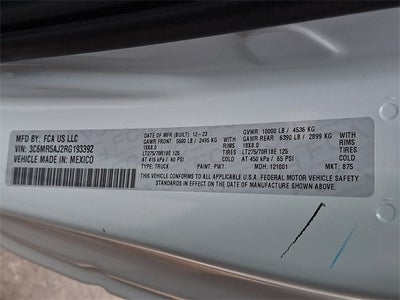 MFD BY: FCA US LLC
VIN: 3C6MR5AJ2RG193392
VEHICLE MADE IN: MEXICO
DATE OF MFR (BUILT): 12-23 GVWR: 10000 LB / 4536 KG
GAWR FRONT: 5500 LB / 2495 KG GAWR REAR: 6390 LB / 2899 KG
18X8.0 RIMS 18X8.0 RIMS
LT275/70R18E 125 TIRES LT275/70R18E 125 TIRES
AT 415 kPa / 60 PSI AT 450 kPa / 65 PSI
TYPE: TRUCK PAINT: PW7 MDH: 121001 MKT: 875
THIS VEHICLE CONFORMS TO ALL APPLICABLE U.S.A. FEDERAL MOTOR VEHICLE SAFETY
STANDARDS IN EFFECT ON THE DATE OF MANUFACTURE SHOWN ABOVE.